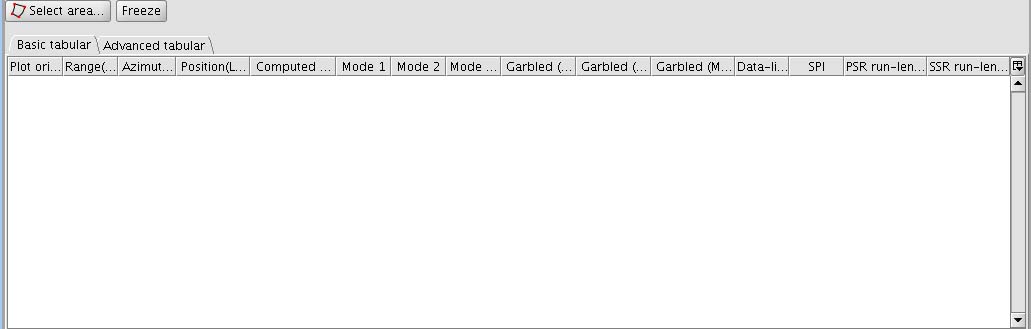 Select area... Freeze
Basic tabular Advanced tabular
Plot ori... Range(... Azimut... Position(L... Computed ... Mode 1 Mode 2 Mode ... Garbled (... Garbled (... Garbled (M... Data-li... SPI PSR run-len... SSR run-len...